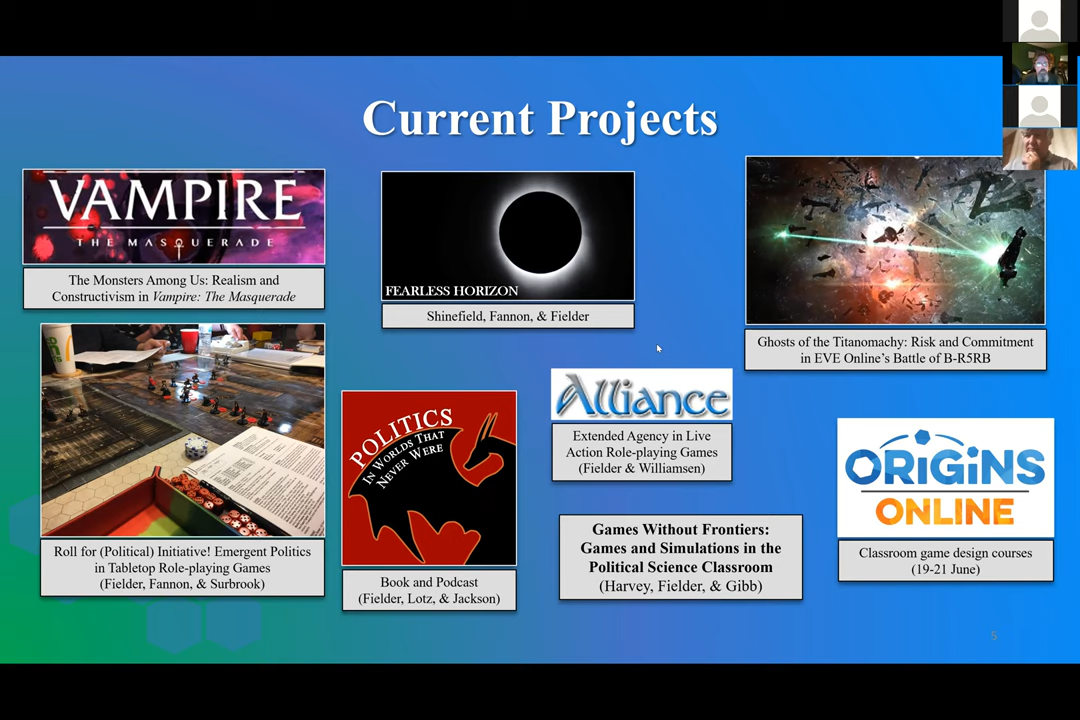 Current Projects
VAMPIRE
THE MASQUERADE
The Monsters Among Us: Realism and
Constructivism in Vampire: The Masquerade
FEARLESS HORIZON
Shinefield, Fannon, & Fielder
Ghosts of the Titanomachy: Risk and Commitment
in EVE Online's Battle of B-R5RB
Roll for (Political) Initiative! Emergent Politics
in Tabletop Role-playing Games
(Fielder, Fannon, & Surbrook)
POLITICS
IN WORLDS THAT
NEVER WERE
Book and Podcast
(Fielder, Lotz, & Jackson)
Alliance
Extended Agency in Live
Action Role-playing Games
(Fielder & Williamsen)
Games Without Frontiers:
Games and Simulations in the
Political Science Classroom
(Harvey, Fielder, & Gibb)
ORiGiNS
ONLINE
Classroom game design courses
(19-21 June)
5